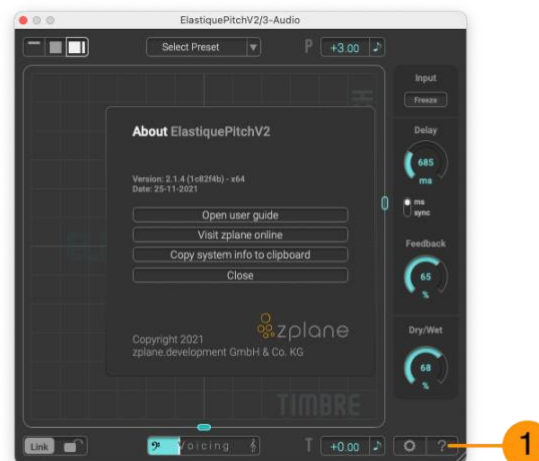 ElastiquePitchV2/3-Audio
Select Preset
P +3.00
Input
Freeze
Delay
685
ms
ms
sync
Feedback
65
%
Dry/Wet
68
%
About ElastiquePitchV2
Version: 2.1.4 (1c82f4b) - x64
Date: 25-11-2021
Open user guide
Visit zplane online
Copy system info to clipboard
Close
zplane
Copyright 2021
zplane.development GmbH & Co. KG
TIMBRE
Link
Voicing
T +0.00
?
1